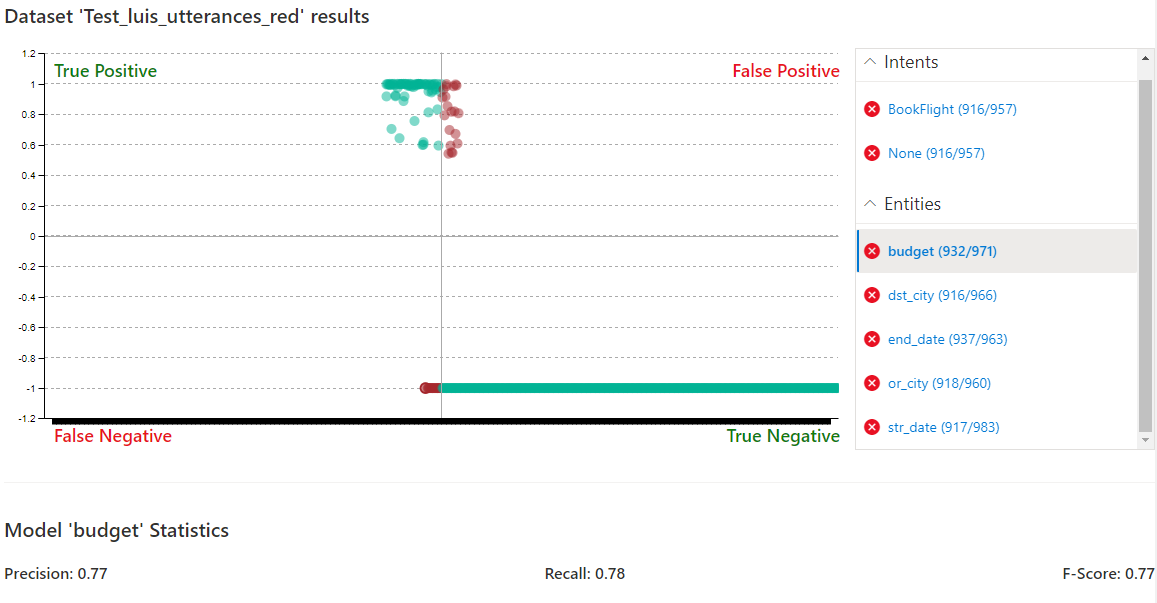 Dataset 'Test_luis_utterances_red' results
1.2
True Positive
False Positive
1
0.8
0.6
0.4
0.2
0
-0.2
-0.4
-0.6
-0.8
-1
-1.2
False Negative
True Negative
Intents
BookFlight (916/957)
None (916/957)
Entities
budget (932/971)
dst_city (916/966)
end_date (937/963)
or_city (918/960)
str_date (917/983)
Model 'budget' Statistics
Precision: 0.77
Recall: 0.78
F-Score: 0.77